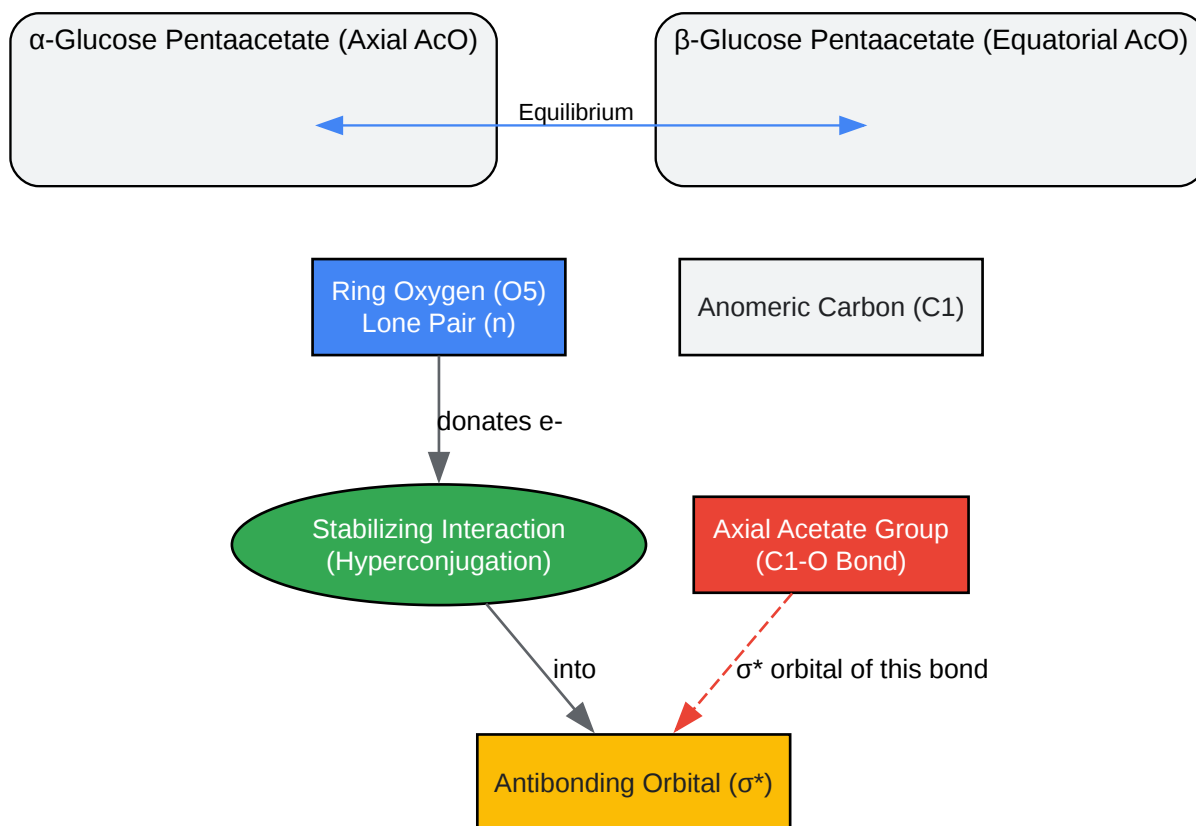 α-Glucose Pentaacetate (Axial AcO)
β-Glucose Pentaacetate (Equatorial AcO)
Equilibrium
Ring Oxygen (O5)
Lone Pair (n)
Anomeric Carbon (C1)
donates e-
Stabilizing Interaction
(Hyperconjugation)
Axial Acetate Group
(C1-O Bond)
into
σ* orbital of this bond
Antibonding Orbital (σ*)